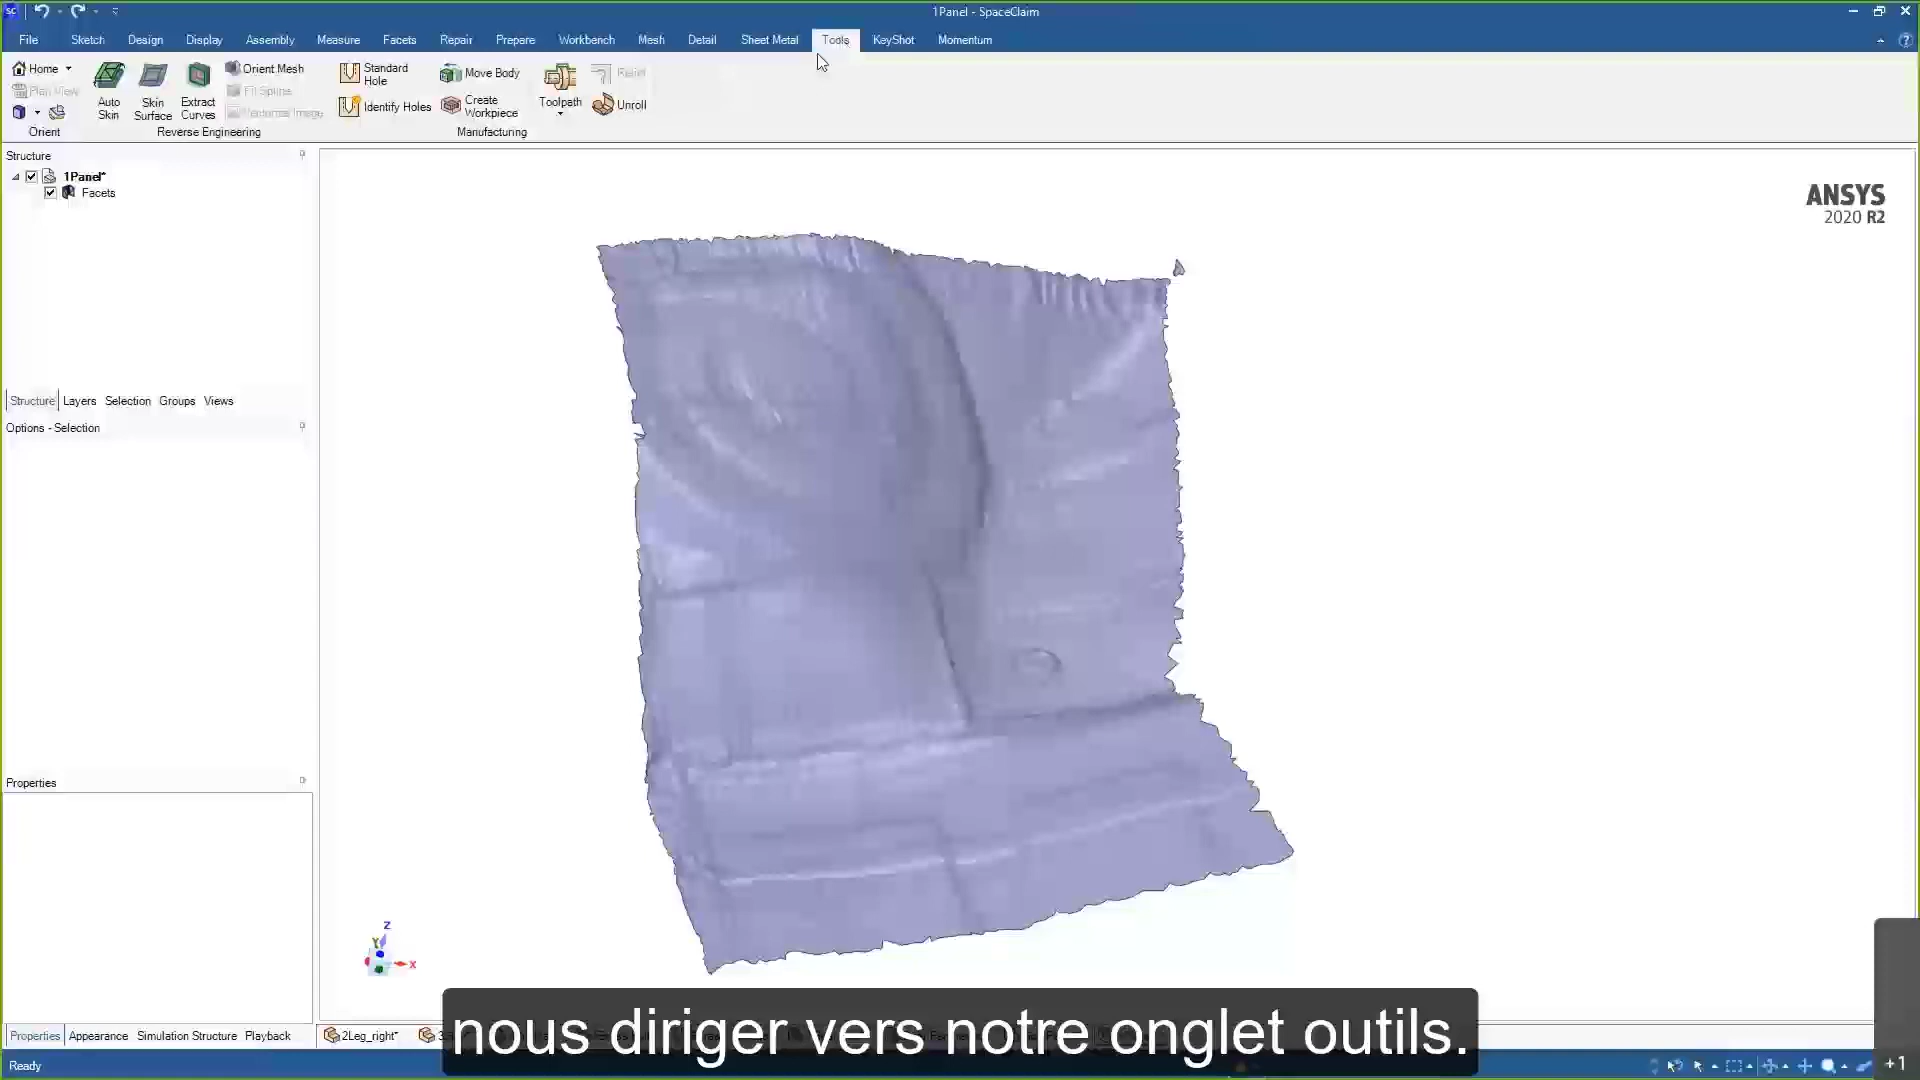 1Panel - SpaceClaim
File Sketch Design Display Assembly Measure Facets Repair Prepare Workbench Mesh Detail Sheet Metal Tools KeyShot Momentum
Home
Plan View
Orient
Auto Skin
Skin Surface
Extract Curves
Orient Mesh
Fit Spline
Vectorize Image
Reverse Engineering
Standard Hole
Identify Holes
Move Body
Create Workpiece
Toolpath
Unroll
Manufacturing
Structure
1Panel*
Facets
ANSYS
2020 R2
Structure Layers Selection Groups Views
Options - Selection
Properties
Z
Y
X
Properties Appearance Simulation Structure Playback
2Leg_right*
nous diriger vers notre onglet outils.
Ready
+1